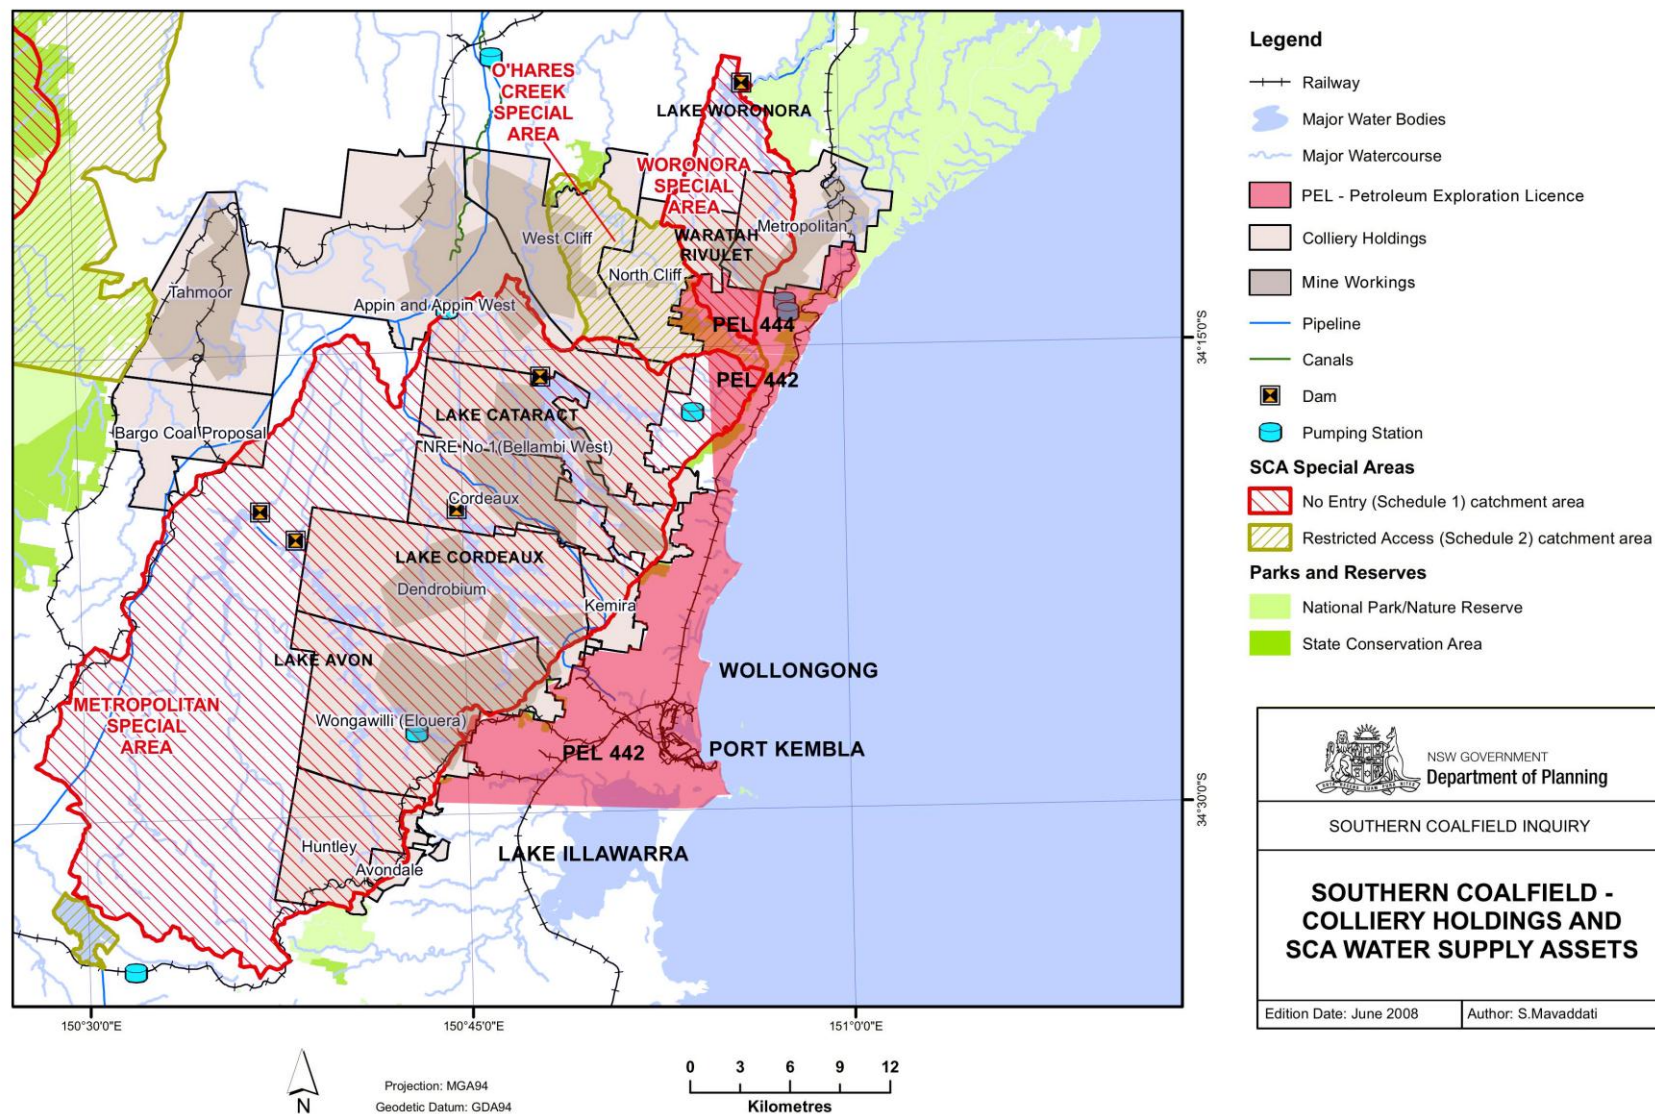 O'HARES
CREEK
SPECIAL
AREA
LAKE WORONORA
WORONORA
SPECIAL
AREA
West Cliff
WARATAH
RIVULET
Metropolitan
North Cliff
Tahmoor
Appin and Appin West
PEL 444
PEL 442
LAKE CATARACT
Bargo Coal Proposal
NRE No 1(Bellambi West)
Cordeaux
LAKE CORDEAUX
Dendrobium
Kemira
LAKE AVON
WOLLONGONG
METROPOLITAN
SPECIAL
AREA
Wongawilli (Elouera)
PEL 442
PORT KEMBLA
Huntley
LAKE ILLAWARRA
Avondale
34°15'0"S
34°30'0"S
150°30'0"E
150°45'0"E
151°0'0"E
N
Projection: MGA94
Geodetic Datum: GDA94
0 3 6 9 12
Kilometres
Legend
Railway
Major Water Bodies
Major Watercourse
PEL - Petroleum Exploration Licence
Colliery Holdings
Mine Workings
Pipeline
Canals
Dam
Pumping Station
SCA Special Areas
No Entry (Schedule 1) catchment area
Restricted Access (Schedule 2) catchment area
Parks and Reserves
National Park/Nature Reserve
State Conservation Area
NSW GOVERNMENT
Department of Planning
SOUTHERN COALFIELD INQUIRY
SOUTHERN COALFIELD -
COLLIERY HOLDINGS AND
SCA WATER SUPPLY ASSETS
Edition Date: June 2008
Author: S.Mavaddati